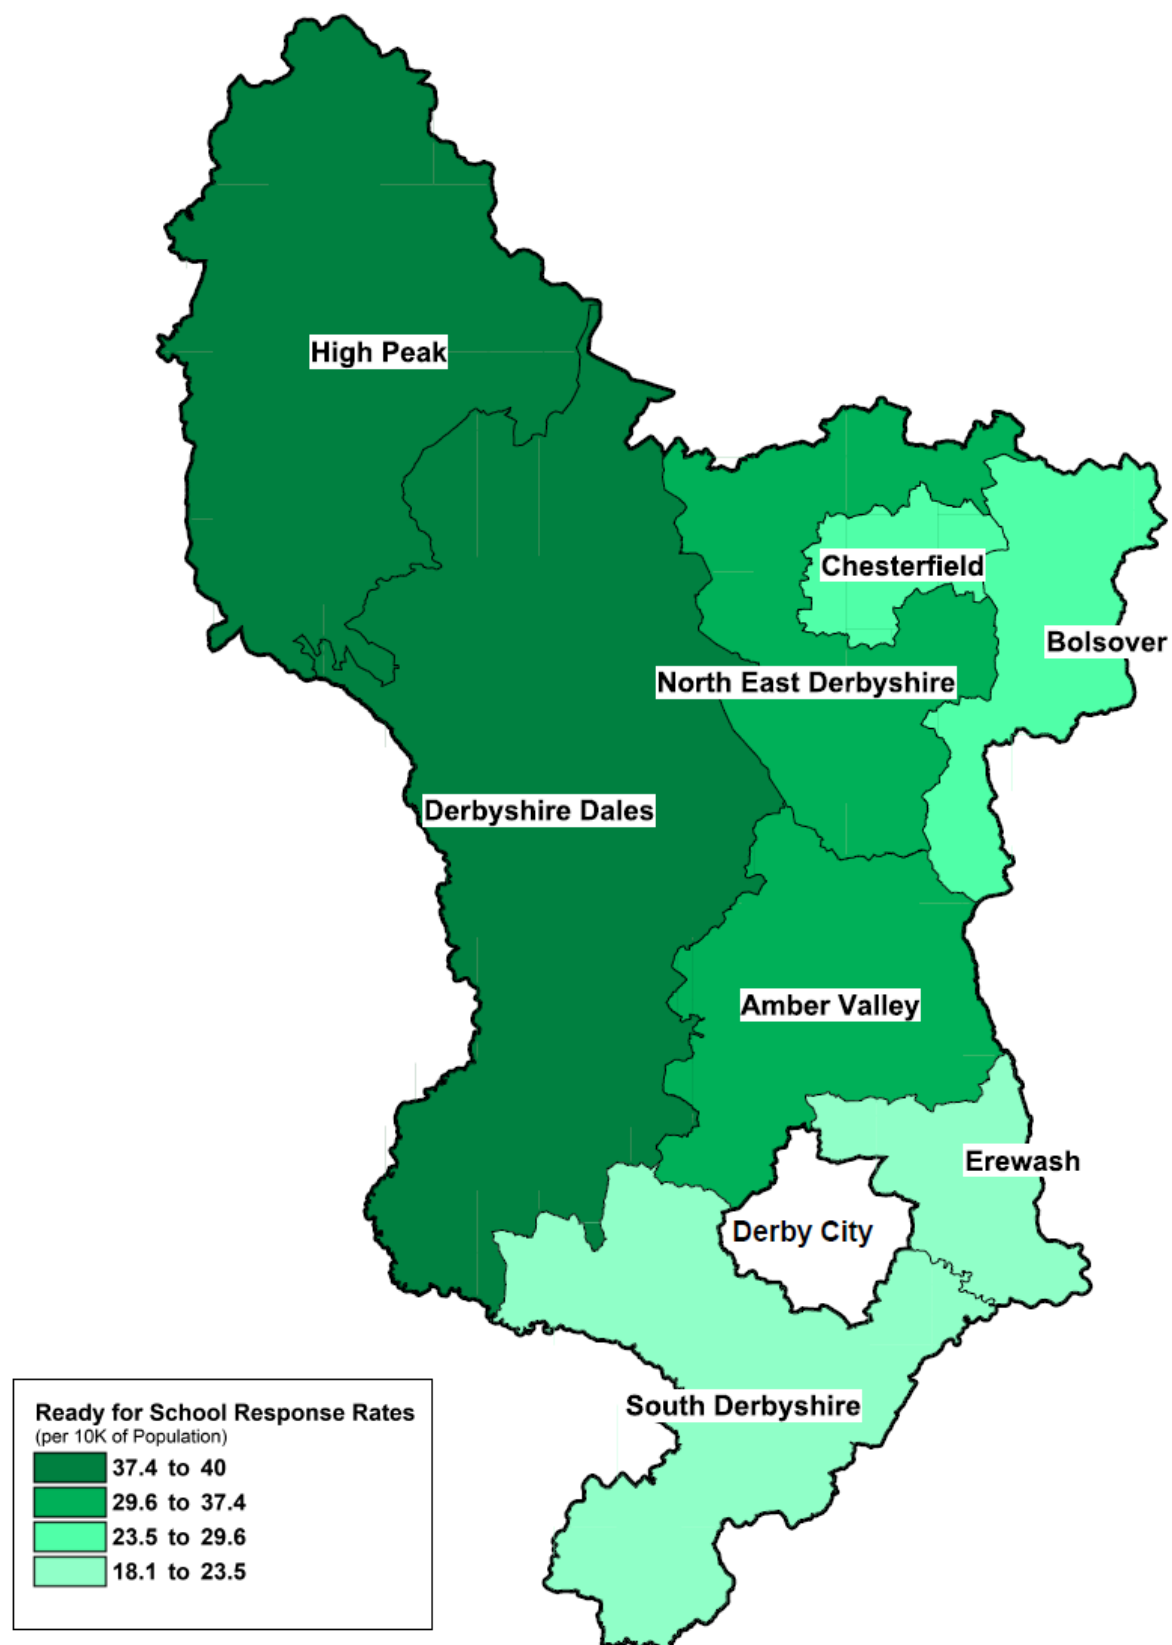 High Peak
Chesterfield
Bolsover
North East Derbyshire
Derbyshire Dales
Amber Valley
Erewash
Derby City
South Derbyshire
Ready for School Response Rates
(per 10K of Population)
37.4 to 40
29.6 to 37.4
23.5 to 29.6
18.1 to 23.5